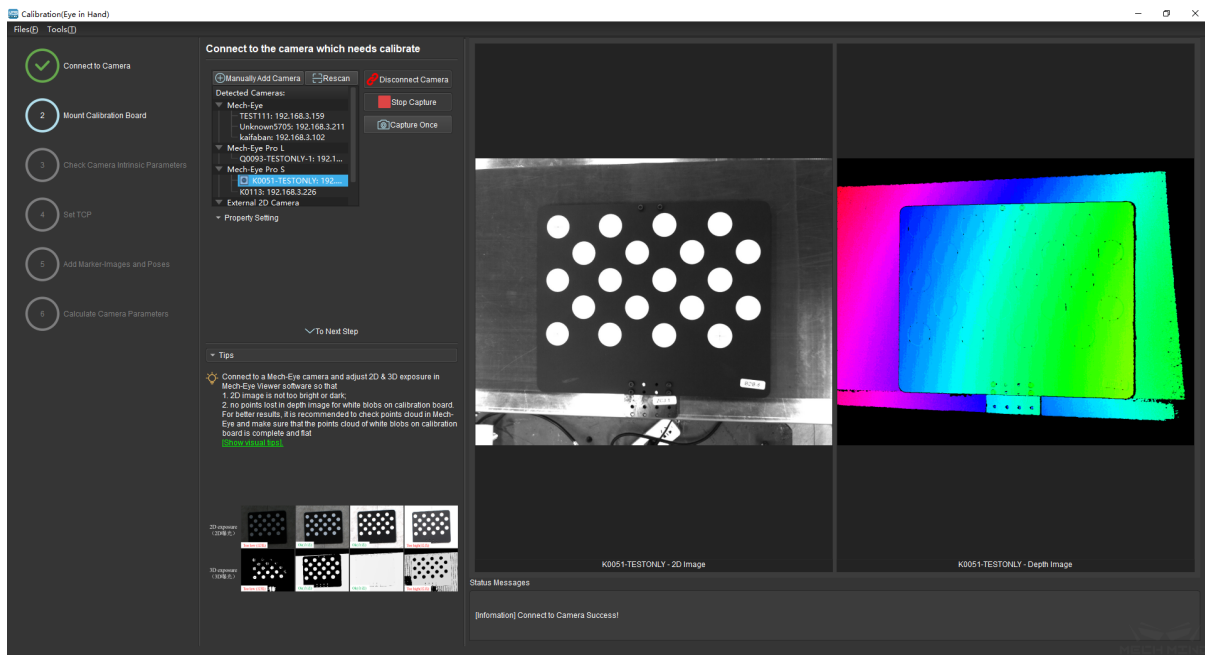 Calibration(Eye in Hand)
Files(F) Tools(T)
Connect to Camera
2 Mount Calibration Board
3 Check Camera Intrinsic Parameters
4 Set TCP
5 Add Marker-Images and Poses
6 Calculate Camera Parameters
Connect to the camera which needs calibrate
Manually Add Camera Rescan
Disconnect Camera
Stop Capture
Capture Once
Detected Cameras:
Mech-Eye
TEST111: 192.168.3.159
Unknown5705: 192.168.3.211
kaifaban: 192.168.3.102
Mech-Eye Pro L
Q0093-TESTONLY-1: 192.1...
Mech-Eye Pro S
K0051-TESTONLY: 192....
K0113: 192.168.3.226
External 2D Camera
Property Setting
To Next Step
Tips
Connect to a Mech-Eye camera and adjust 2D & 3D exposure in
Mech-Eye Viewer software so that
1. 2D image is not too bright or dark;
2. no points lost in depth image for white blobs on calibration board.
For better results, it is recommended to check points cloud in Mech-
Eye and make sure that the points cloud of white blobs on calibration
board is complete and flat
[Show visual tips].
2D exposure
(2D曝光)
3D exposure
(3D曝光)
K0051-TESTONLY - 2D Image
K0051-TESTONLY - Depth Image
Status Messages
[Infomation] Connect to Camera Success!